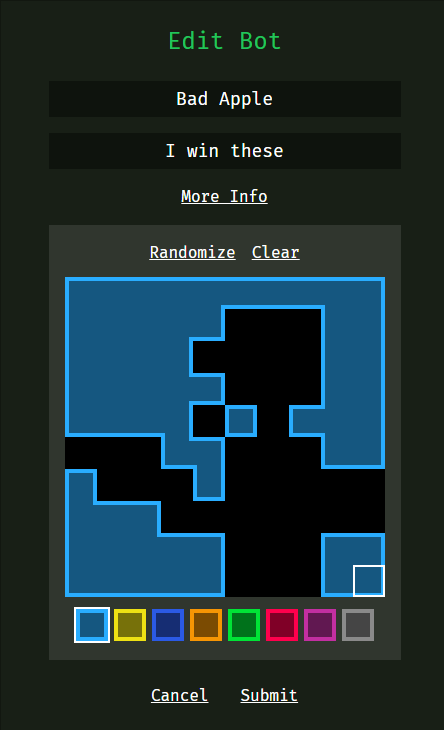 Edit Bot
Bad Apple
I win these
More Info
Randomize Clear
Cancel Submit